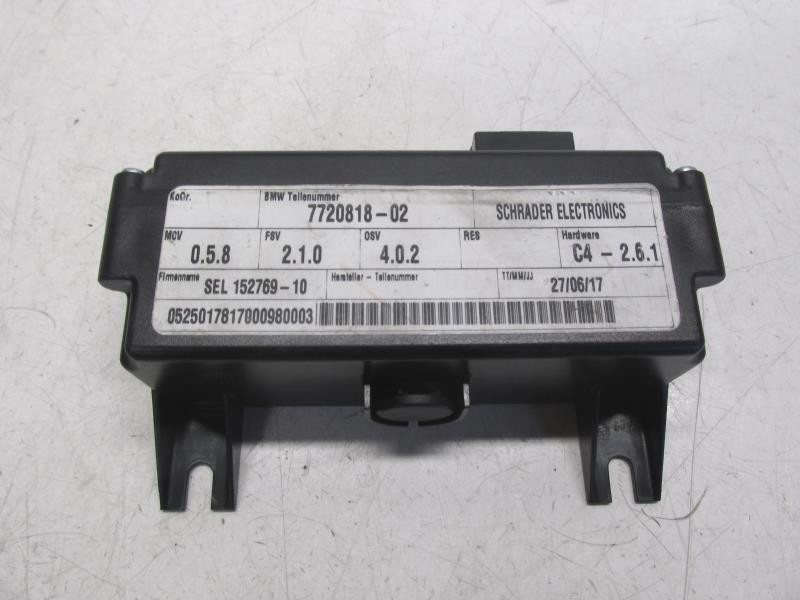 KoGr.
BMW Teilenummer
7720818-02
SCHRADER ELECTRONICS
MCV
0.5.8
FSV
2.1.0
OSV
4.0.2
RES
Hardware
C4 - 2.6.1
Firmenname
SEL 152769-10
Hersteller - Teilenummer
TT/MM/JJ
27/06/17
0525017817000980003